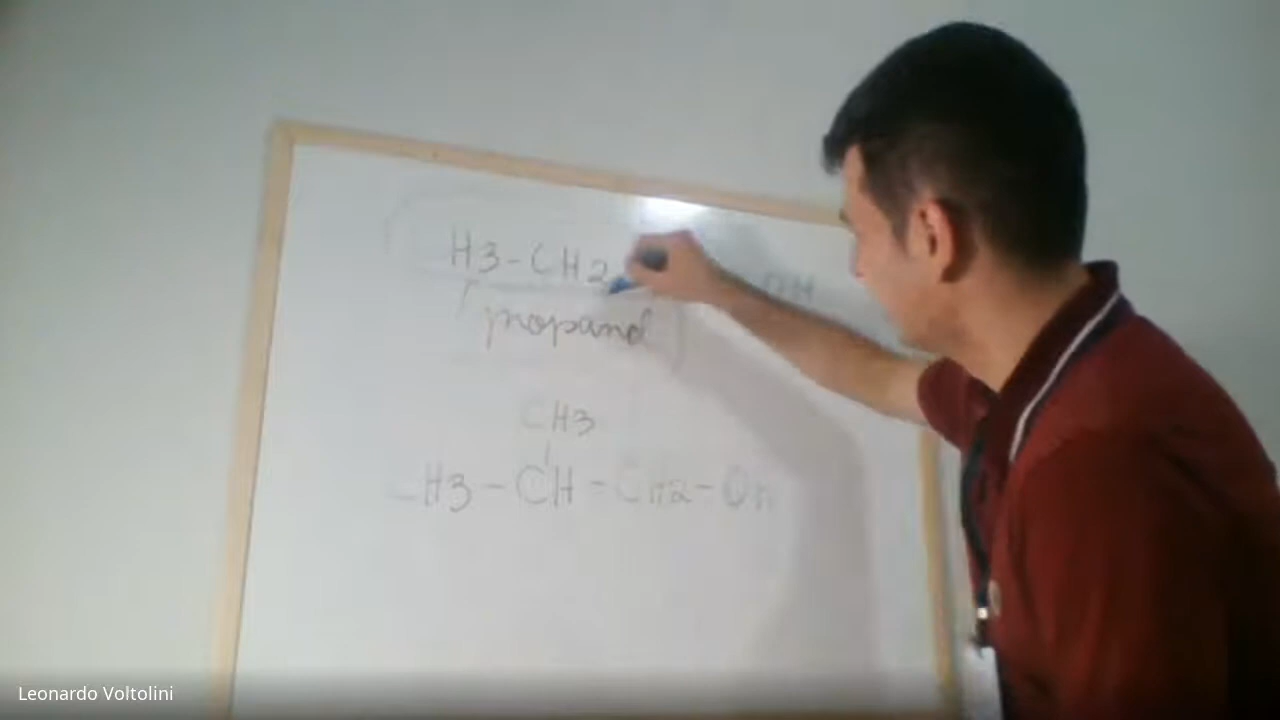 H3-CH2 OH
propanol
CH3
H3-CH-CH2-OH
Leonardo Voltolini